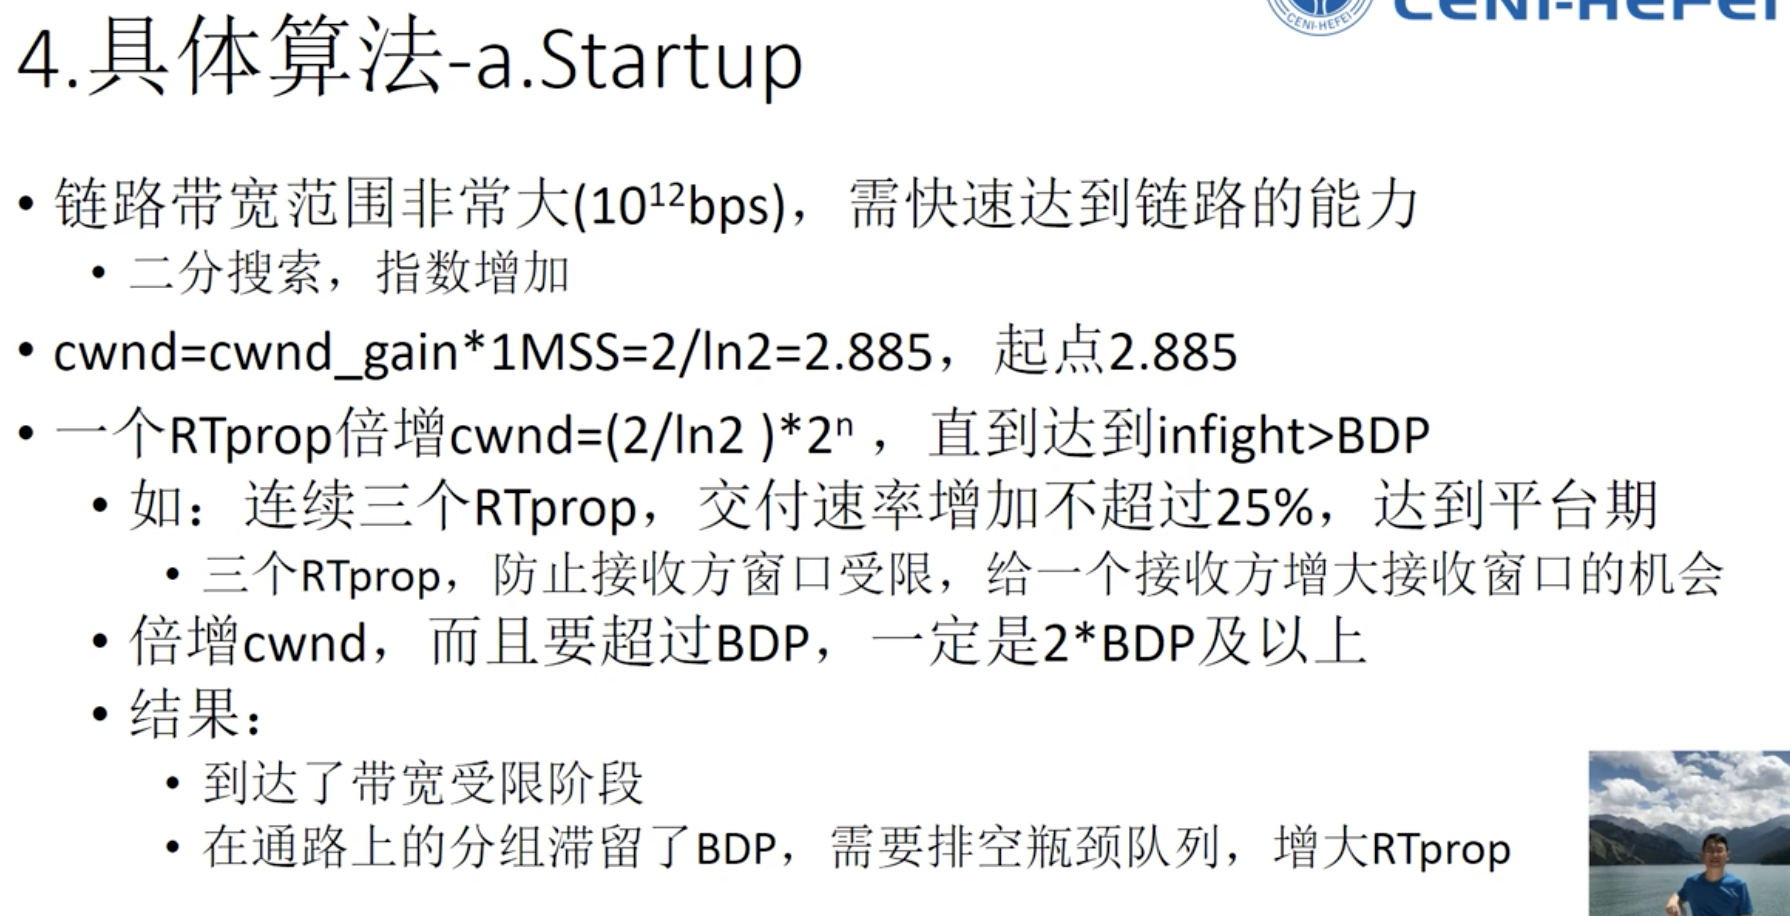 CENI-HEFEI
CENI-HEFEI
4.具体算法-a.Startup
• 链路带宽范围非常大(10¹²bps)，需快速达到链路的能力
• 二分搜索，指数增加
• cwnd=cwnd_gain*1MSS=2/ln2=2.885，起点2.885
• 一个RTprop倍增cwnd=(2/ln2 )*2ⁿ ，直到达到infight>BDP
• 如：连续三个RTprop，交付速率增加不超过25%，达到平台期
• 三个RTprop，防止接收方窗口受限，给一个接收方增大接收窗口的机会
• 倍增cwnd，而且要超过BDP，一定是2*BDP及以上
• 结果：
• 到达了带宽受限阶段
• 在通路上的分组滞留了BDP，需要排空瓶颈队列，增大RTprop